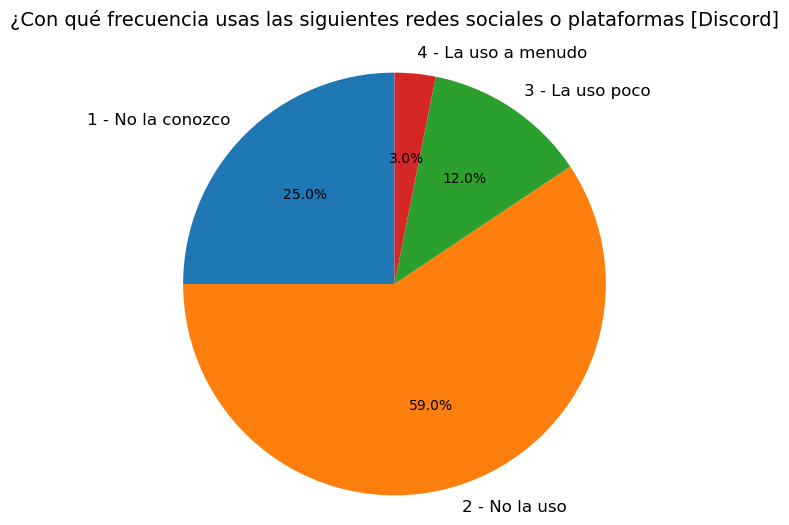 ¿Con qué frecuencia usas las siguientes redes sociales o plataformas [Discord]
4 - La uso a menudo
3 - La uso poco
1 - No la conozco
3.0%
12.0%
25.0%
59.0%
2 - No la uso